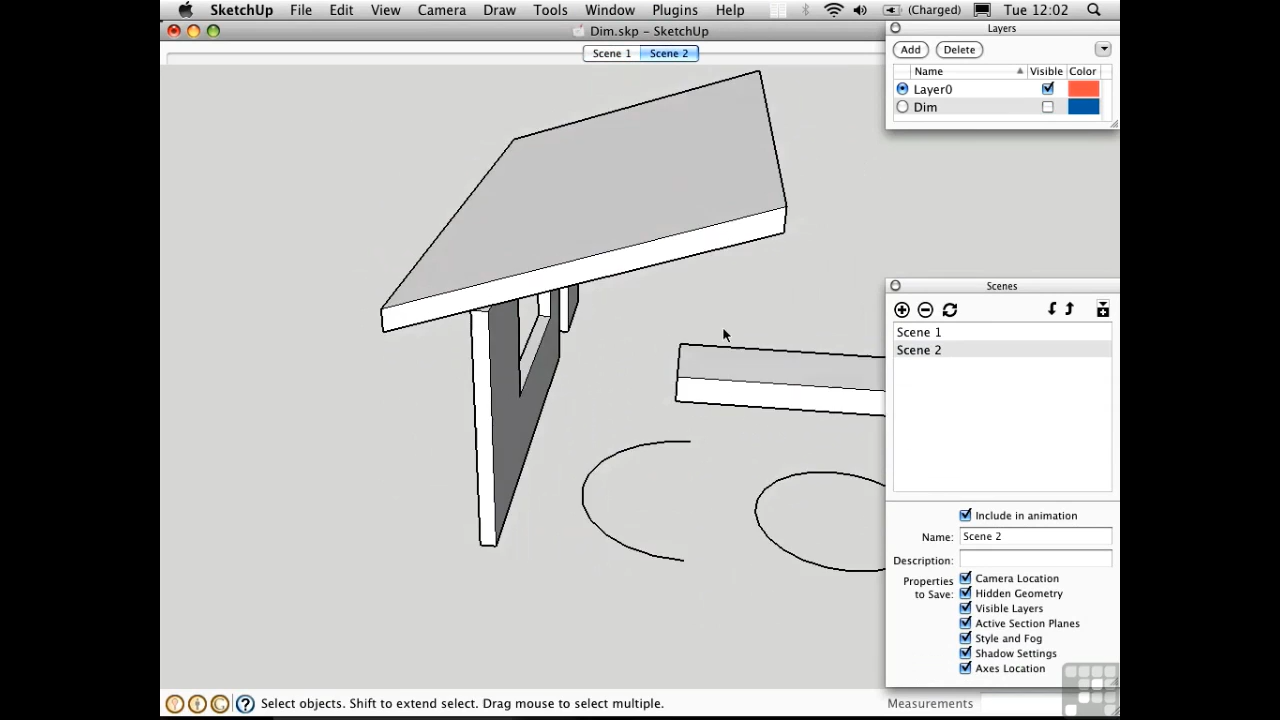 SketchUp File Edit View Camera Draw Tools Window Plugins Help (Charged) Tue 12:02
Dim.skp – SketchUp
Scene 1 Scene 2
Layers
Add Delete
Name Visible Color
Layer0
Dim
Scenes
Scene 1
Scene 2
Include in animation
Name: Scene 2
Description:
Properties to Save:
Camera Location
Hidden Geometry
Visible Layers
Active Section Planes
Style and Fog
Shadow Settings
Axes Location
Select objects. Shift to extend select. Drag mouse to select multiple.
Measurements